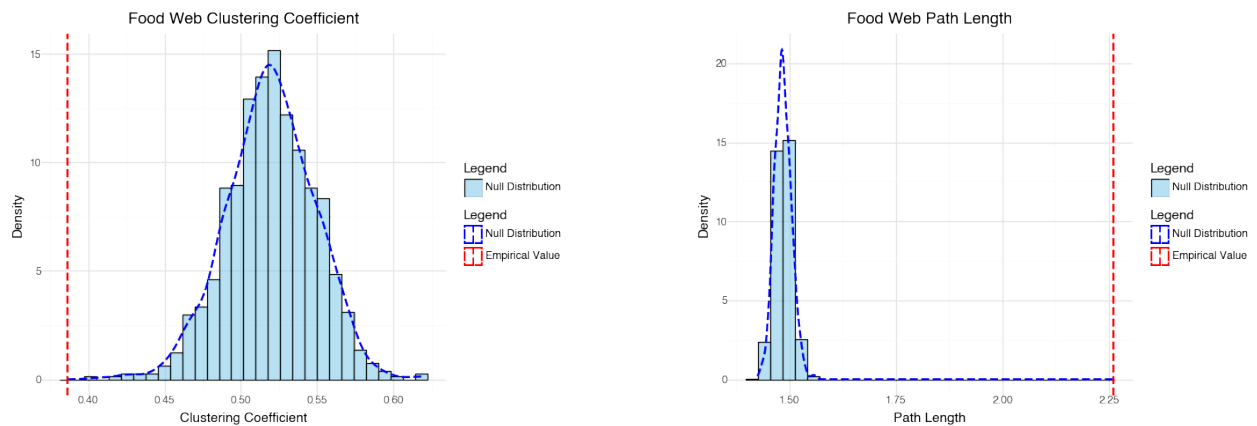 Food Web Clustering Coefficient
15
10
5
0
Density
0.40
0.45
0.50
0.55
0.60
Clustering Coefficient
Legend
Null Distribution
Legend
Null Distribution
Empirical Value
Food Web Path Length
20
15
10
5
0
Density
1.50
1.75
2.00
2.25
Path Length
Legend
Null Distribution
Legend
Null Distribution
Empirical Value